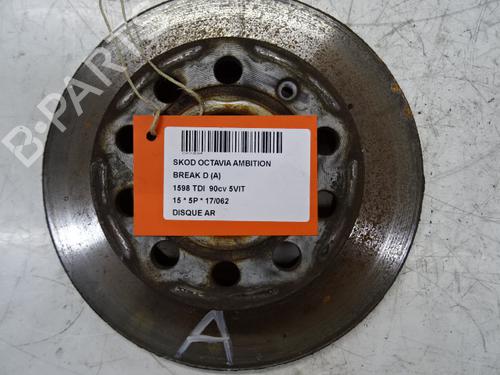 B-PARTS
SKOD OCTAVIA AMBITION
BREAK D (A)
1598 TDI 90cv 5VIT
15 * 5P * 17/062
DISQUE AR
A